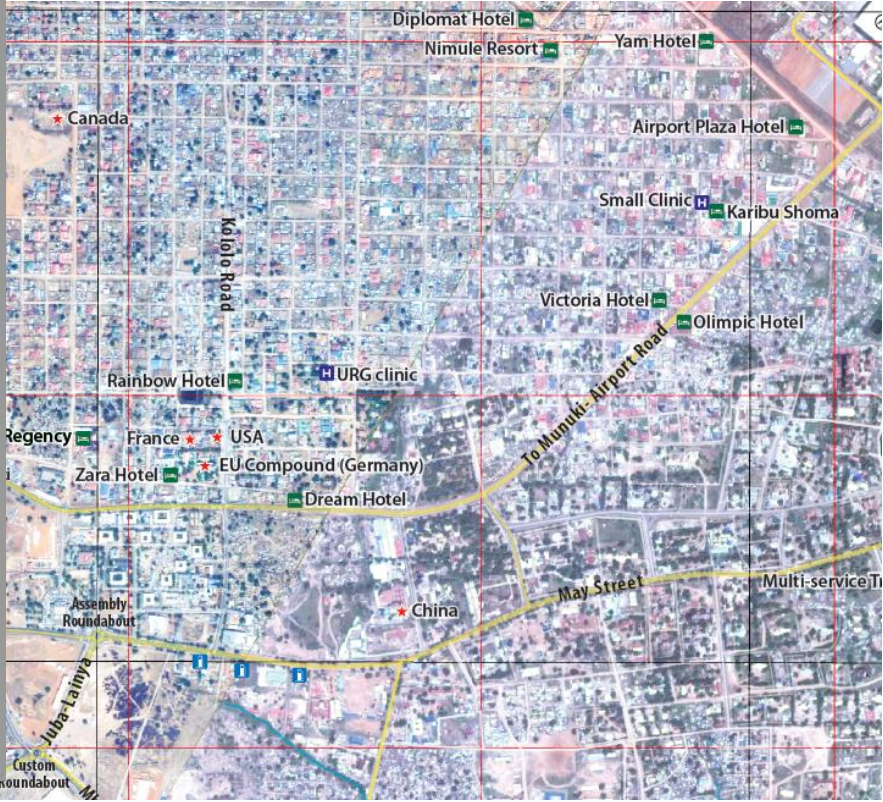 Diplomat Hotel
Nimule Resort
Yam Hotel
Canada
Airport Plaza Hotel
Small Clinic H
Karibu Shoma
Kololo Road
Victoria Hotel
Olimpic Hotel
To Munuki- Airport Road
H URG clinic
Rainbow Hotel
Regency
France
USA
EU Compound (Germany)
Zara Hotel
i
Dream Hotel
May Street
Multi-service Tr
Assembly
Roundabout
China
i
i
i
Juba-Lainya
Custom
Roundabout